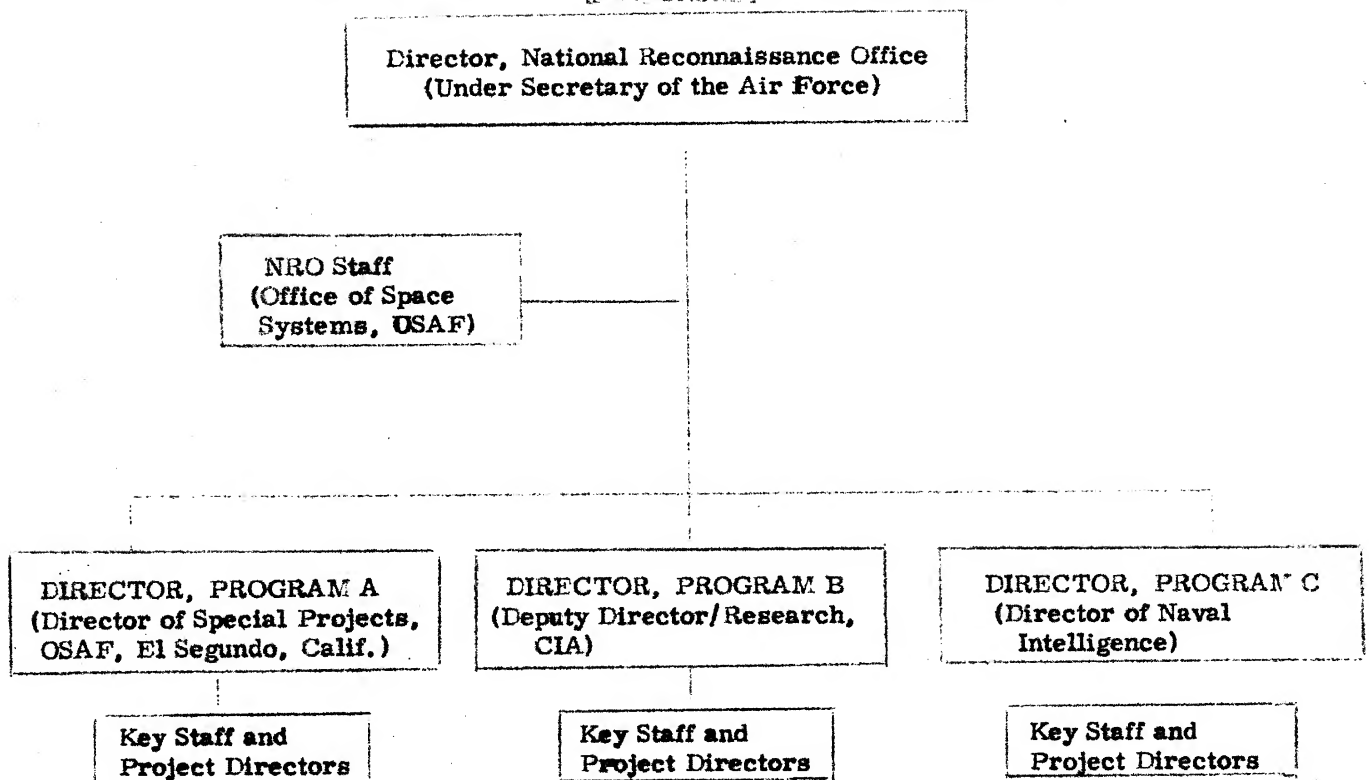 Director, National Reconnaissance Office
(Under Secretary of the Air Force)
NRO Staff
(Office of Space
Systems, OSAF)
DIRECTOR, PROGRAM A
(Director of Special Projects,
OSAF, El Segundo, Calif.)
DIRECTOR, PROGRAM B
(Deputy Director/Research,
CIA)
DIRECTOR, PROGRAM C
(Director of Naval
Intelligence)
Key Staff and
Project Directors
Key Staff and
Project Directors
Key Staff and
Project Directors